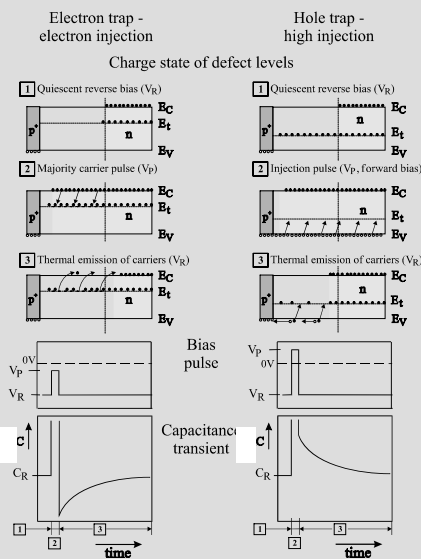 Electron trap -
electron injection
Hole trap -
high injection
Charge state of defect levels
1 Quiescent reverse bias (VR)
p+
n
EC
Et
EV
1 Quiescent reverse bias (VR)
p+
n
EC
Et
EV
2 Majority carrier pulse (VP)
p+
n
EC
Et
EV
2 Injection pulse (VP, forward bias)
p+
n
EC
Et
EV
3 Thermal emission of carriers (VR)
p+
n
EC
Et
EV
3 Thermal emission of carriers (VR)
p+
n
EC
Et
EV
Bias
pulse
0V
VP
VR
VP
0V
VR
Capacitance
transient
C
CR
C
CR
1
2
3
time
1
2
3
time